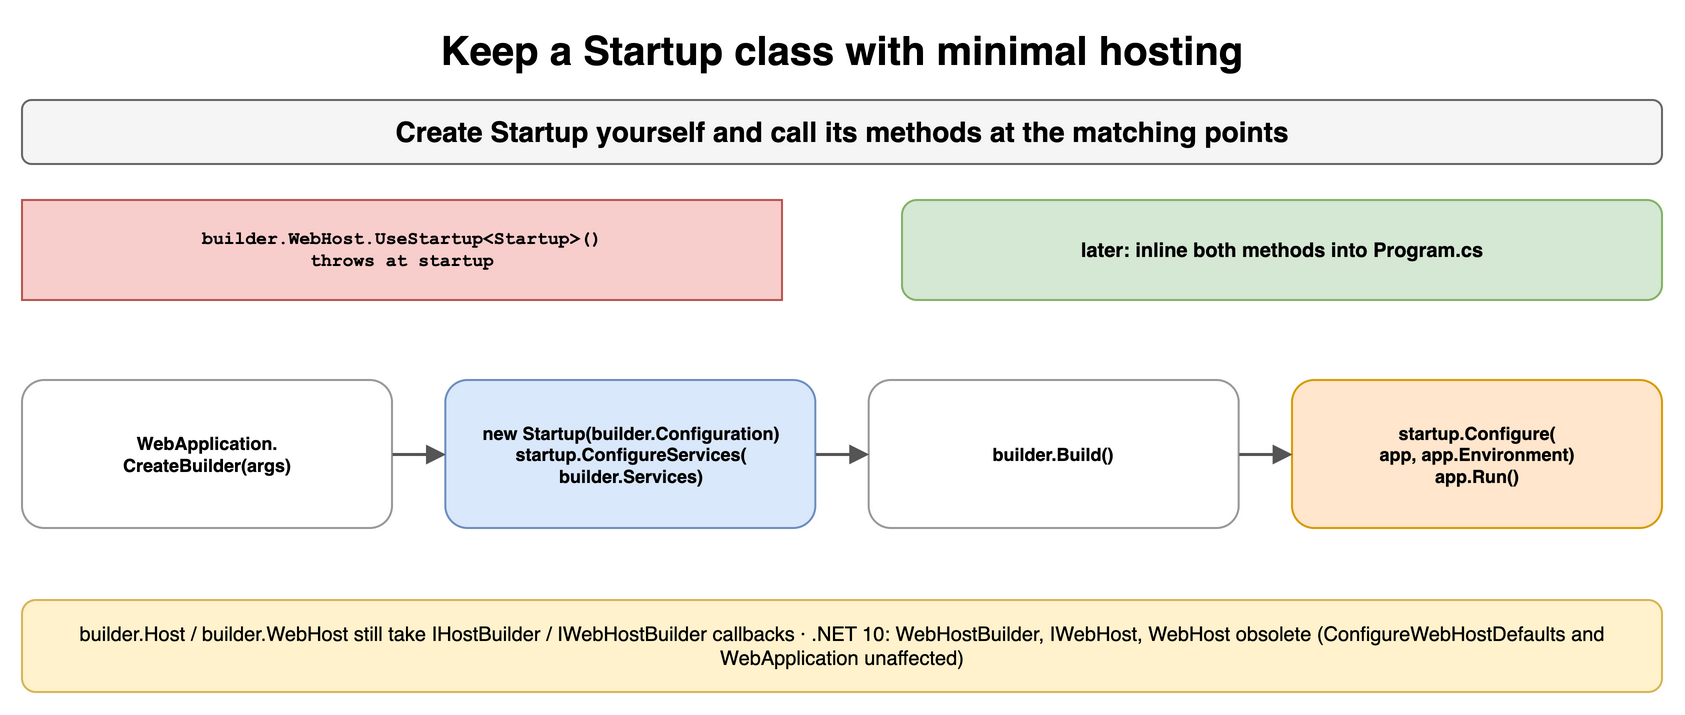 Keep a Startup class with minimal hosting
Create Startup yourself and call its methods at the matching points
builder.WebHost.UseStartup<Startup>()
throws at startup
later: inline both methods into Program.cs
WebApplication.
CreateBuilder(args)
new Startup(builder.Configuration)
startup.ConfigureServices(
builder.Services)
builder.Build()
startup.Configure(
app, app.Environment)
app.Run()
builder.Host / builder.WebHost still take IHostBuilder / IWebHostBuilder callbacks · .NET 10: WebHostBuilder, IWebHost, WebHost obsolete (ConfigureWebHostDefaults and
WebApplication unaffected)